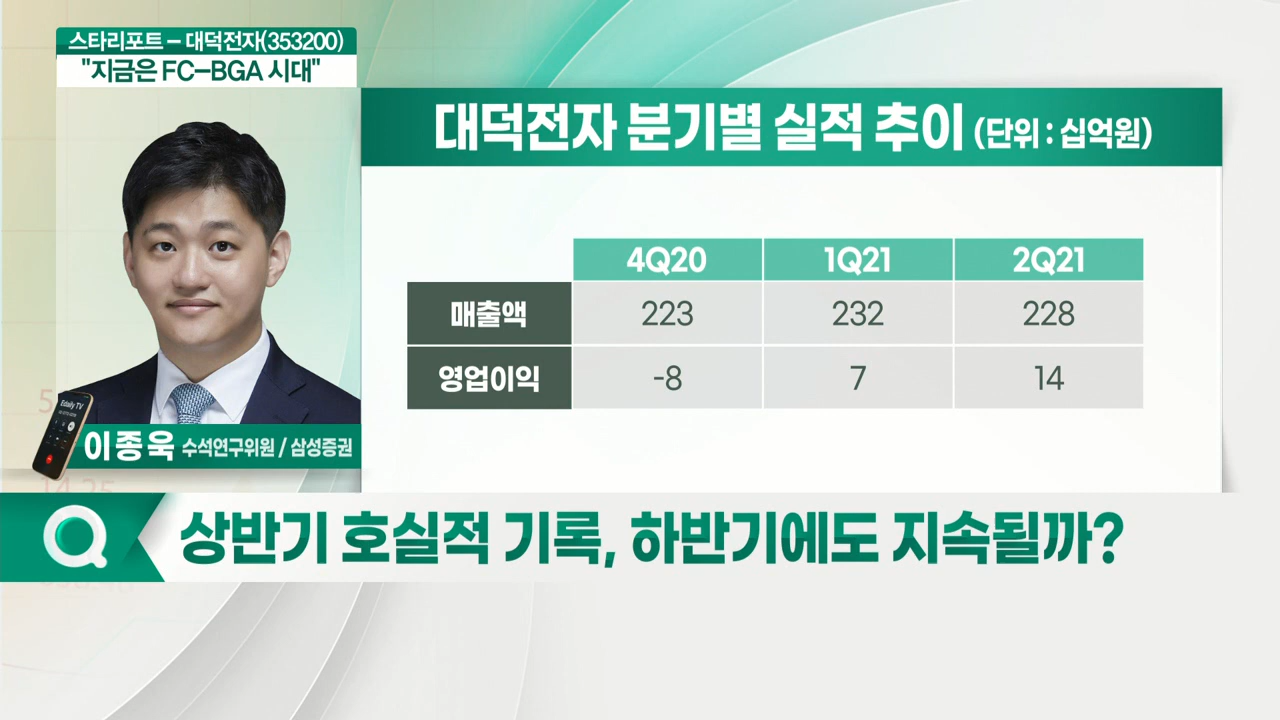 스타리포트 – 대덕전자(353200)
"지금은 FC–BGA 시대"
대덕전자 분기별 실적 추이 (단위 : 십억원)
4Q20 1Q21 2Q21
매출액 223 232 228
영업이익 -8 7 14
Edaily TV
이종욱 수석연구위원 / 삼성증권
Q 상반기 호실적 기록, 하반기에도 지속될까?